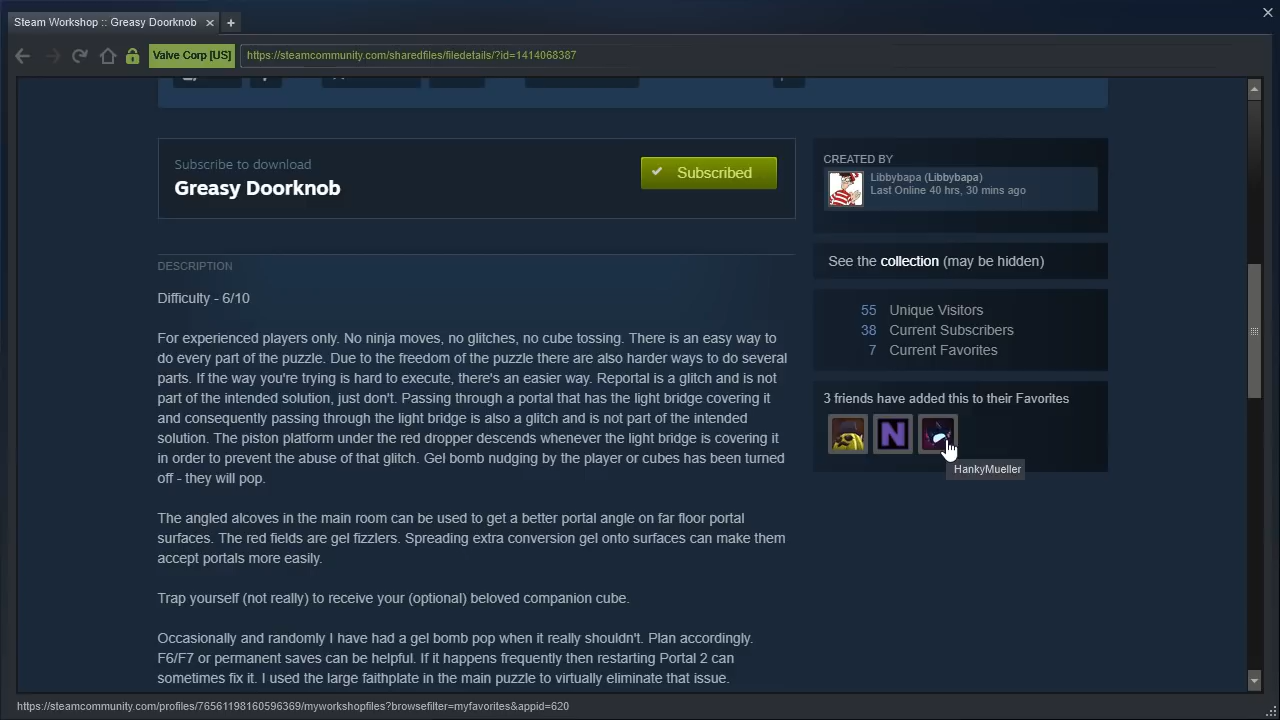 Steam Workshop :: Greasy Doorknob
Valve Corp [US]
https://steamcommunity.com/sharedfiles/filedetails/?id=1414068387
Subscribe to download
Greasy Doorknob
Subscribed
DESCRIPTION
Difficulty - 6/10
For experienced players only. No ninja moves, no glitches, no cube tossing. There is an easy way to
do every part of the puzzle. Due to the freedom of the puzzle there are also harder ways to do several
parts. If the way you're trying is hard to execute, there's an easier way. Reportal is a glitch and is not
part of the intended solution, just don't. Passing through a portal that has the light bridge covering it
and consequently passing through the light bridge is also a glitch and is not part of the intended
solution. The piston platform under the red dropper descends whenever the light bridge is covering it
in order to prevent the abuse of that glitch. Gel bomb nudging by the player or cubes has been turned
off - they will pop.
The angled alcoves in the main room can be used to get a better portal angle on far floor portal
surfaces. The red fields are gel fizzlers. Spreading extra conversion gel onto surfaces can make them
accept portals more easily.
Trap yourself (not really) to receive your (optional) beloved companion cube.
Occasionally and randomly I have had a gel bomb pop when it really shouldn't. Plan accordingly.
F6/F7 or permanent saves can be helpful. If it happens frequently then restarting Portal 2 can
sometimes fix it. I used the large faithplate in the main puzzle to virtually eliminate that issue.
CREATED BY
Libbybapa (Libbybapa)
Last Online 40 hrs, 30 mins ago
See the collection (may be hidden)
55 Unique Visitors
38 Current Subscribers
7 Current Favorites
3 friends have added this to their Favorites
N
HankyMueller
https://steamcommunity.com/profiles/76561198160596369/myworkshopfiles?browsefilter=myfavorites&appid=620